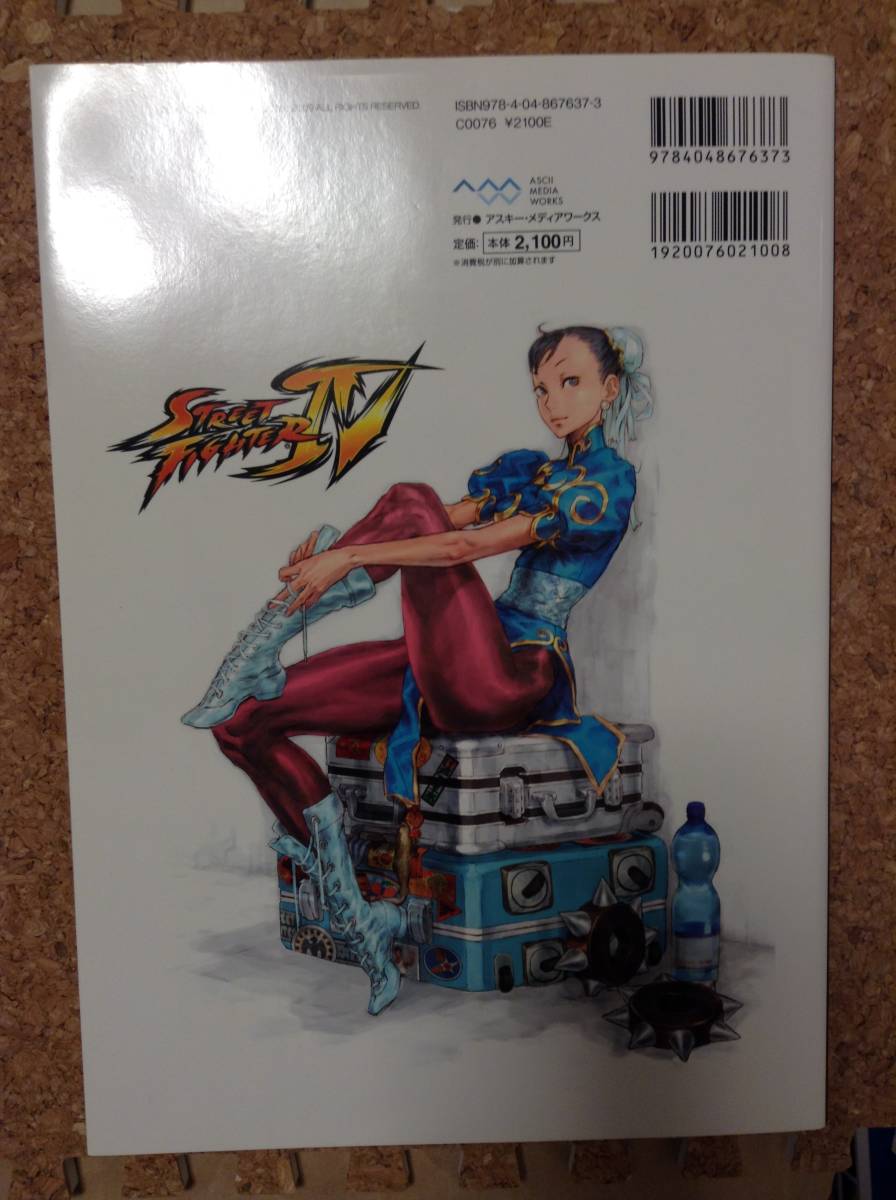 ALL RIGHTS RESERVED.
ISBN978-4-04-867637-3
C0076 ¥2100E
9784048676373
ASCII
MEDIA
WORKS
発行● アスキー・メディアワークス
定価: 本体 2,100円
※消費税が別に加算されます
1920076021008
STREET
FIGHTER IV